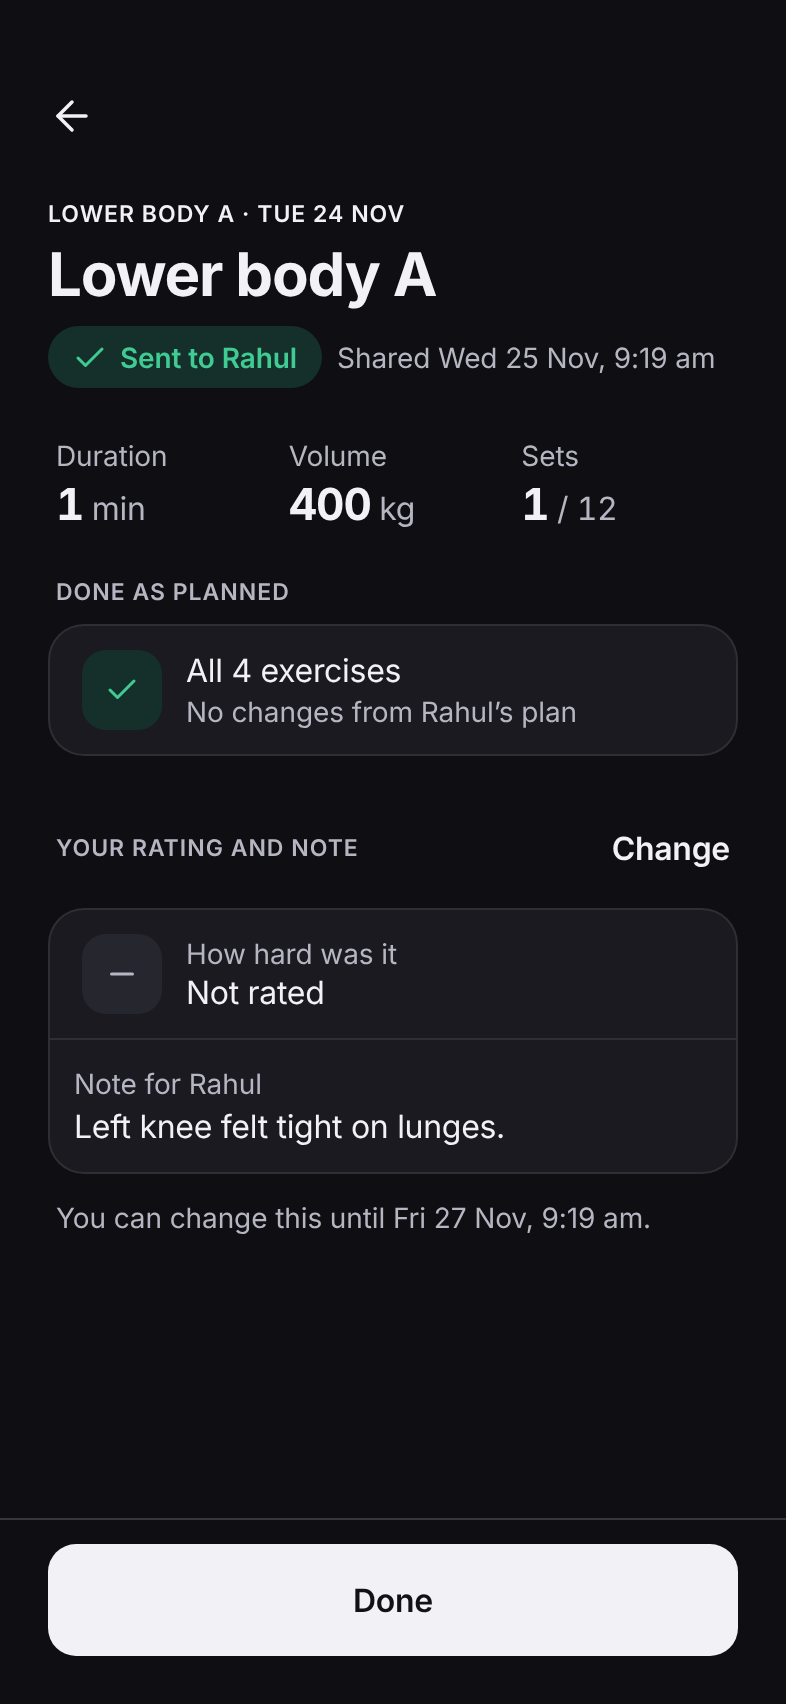 LOWER BODY A · TUE 24 NOV
Lower body A
Sent to Rahul Shared Wed 25 Nov, 9:19 am
Duration Volume Sets
1 min 400 kg 1 / 12
DONE AS PLANNED
All 4 exercises
No changes from Rahul’s plan
YOUR RATING AND NOTE Change
How hard was it
Not rated
Note for Rahul
Left knee felt tight on lunges.
You can change this until Fri 27 Nov, 9:19 am.
Done